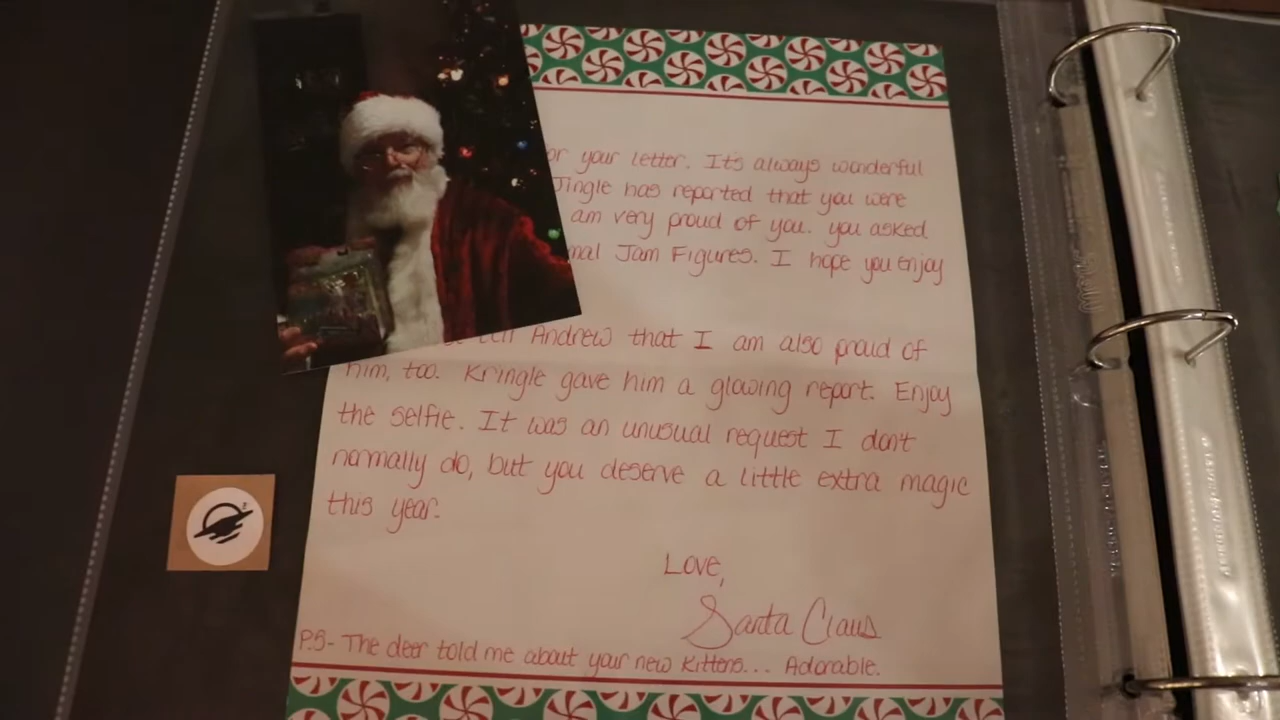 or your letter. It's always wonderful
Jingle has reported that you were
am very proud of you. you asked
mal Jam Figures. I hope you enjoy
Andrew that I am also proud of
him, too. Kringle gave him a glowing report. Enjoy
the selfie. It was an unusual request I don't
normally do, but you deserve a little extra magic
this year.
Love,
Santa Claus
P.S- The deer told me about your new kittens... Adorable.